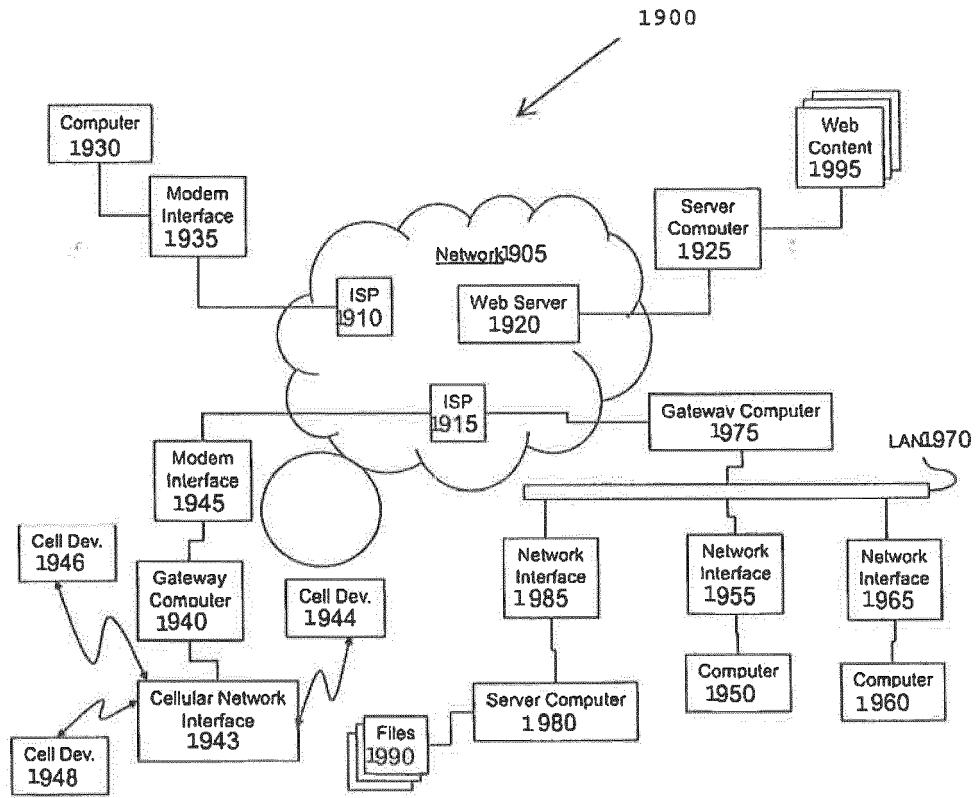 1900
Computer
1930
Modem
Interface
1935
Web
Content
1995
Server
Computer
1925
Network1905
ISP
1910
Web Server
1920
ISP
1915
Gateway Computer
1975
LAN1970
Modem
Interface
1945
Cell Dev.
1946
Gateway
Computer
1940
Cell Dev.
1944
Network
Interface
1985
Network
Interface
1955
Network
Interface
1965
Cellular Network
Interface
1943
Cell Dev.
1948
Files
1990
Server Computer
1980
Computer
1950
Computer
1960